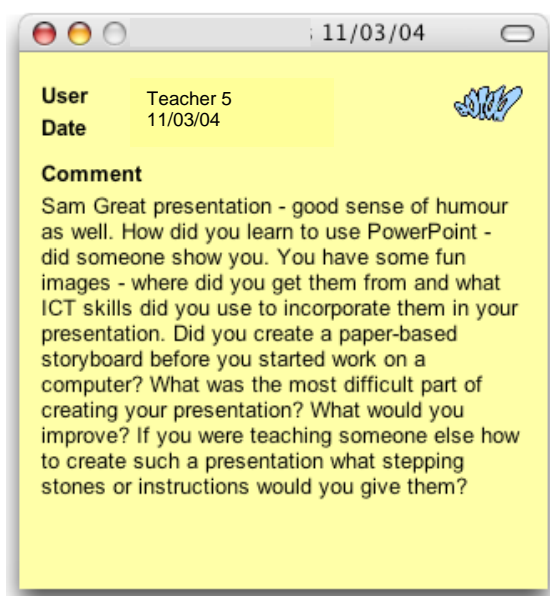 11/03/04
User Teacher 5
Date 11/03/04
Comment
Sam Great presentation - good sense of humour
as well. How did you learn to use PowerPoint -
did someone show you. You have some fun
images - where did you get them from and what
ICT skills did you use to incorporate them in your
presentation. Did you create a paper-based
storyboard before you started work on a
computer? What was the most difficult part of
creating your presentation? What would you
improve? If you were teaching someone else how
to create such a presentation what stepping
stones or instructions would you give them?